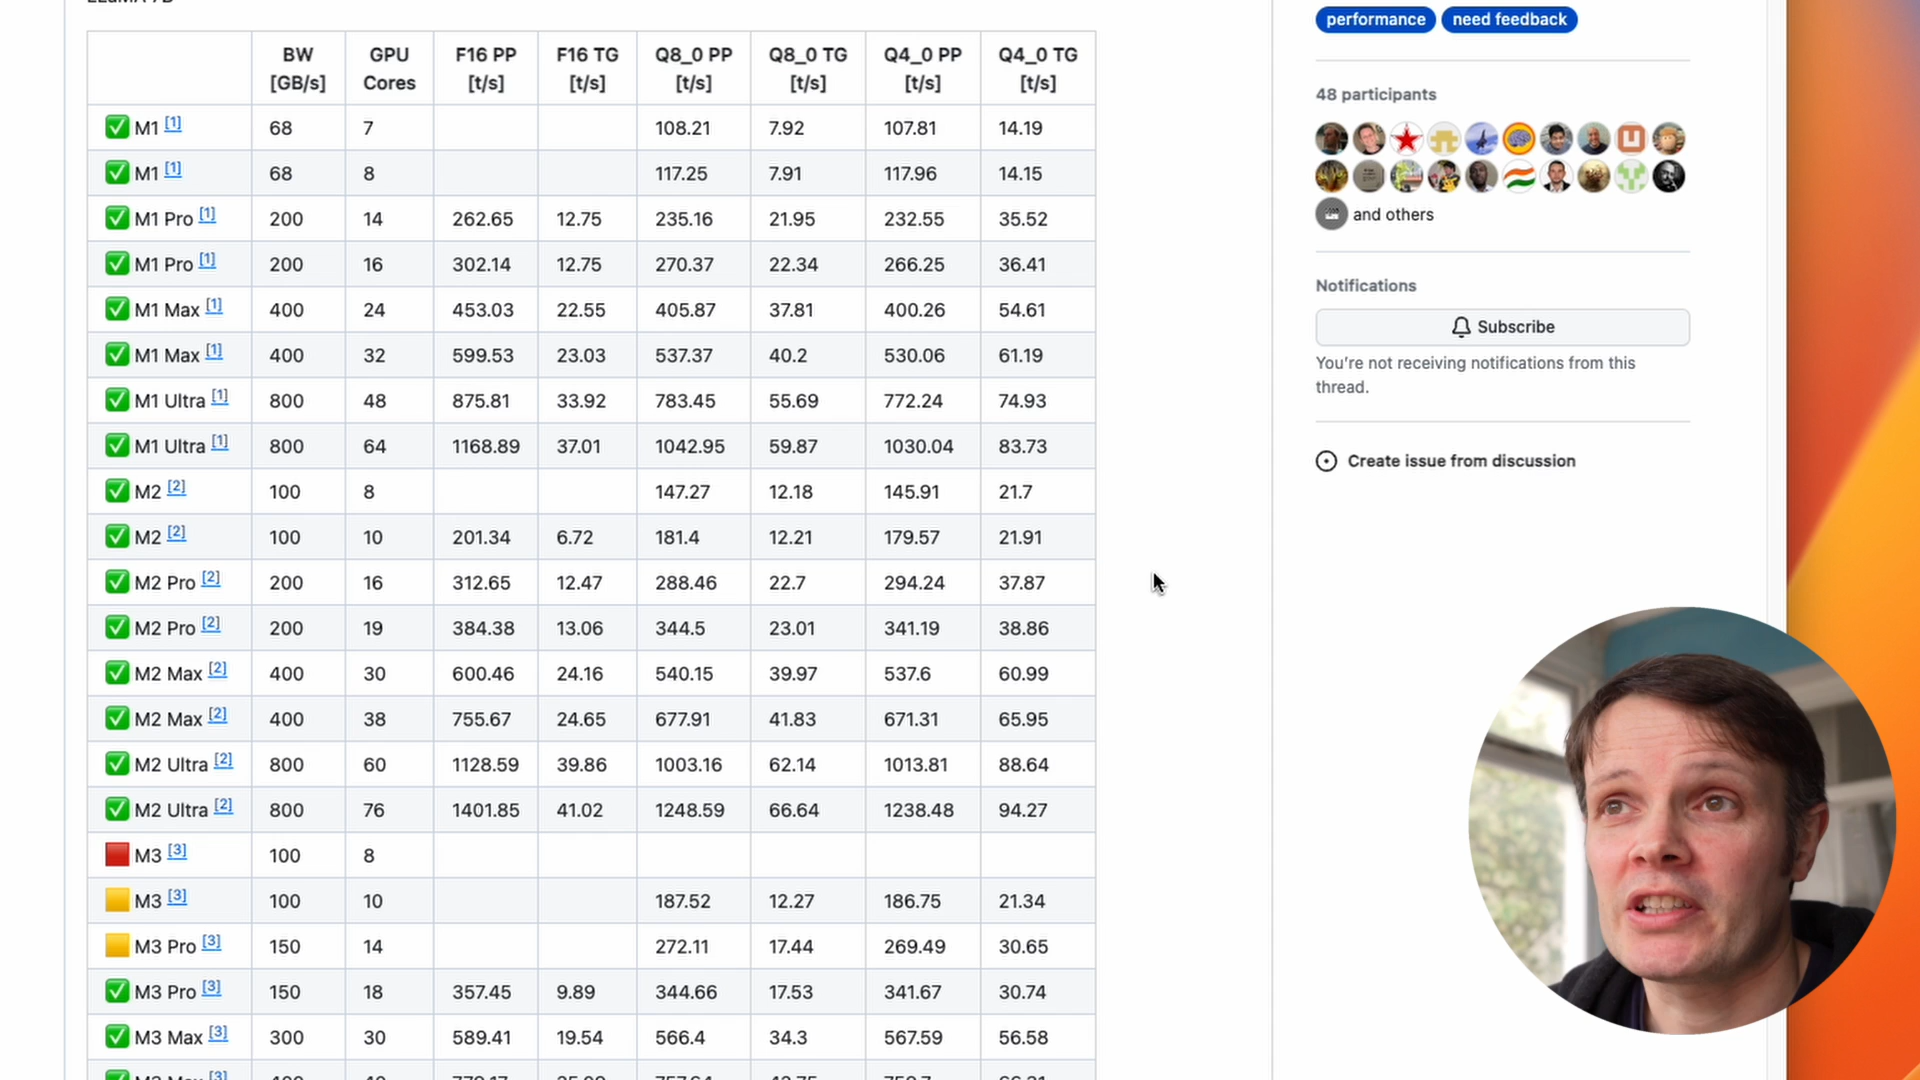 BW GPU F16 PP F16 TG Q8_0 PP Q8_0 TG Q4_0 PP Q4_0 TG
[GB/s] Cores [t/s] [t/s] [t/s] [t/s] [t/s] [t/s]
M1 [1] 68 7 108.21 7.92 107.81 14.19
M1 [1] 68 8 117.25 7.91 117.96 14.15
M1 Pro [1] 200 14 262.65 12.75 235.16 21.95 232.55 35.52
M1 Pro [1] 200 16 302.14 12.75 270.37 22.34 266.25 36.41
M1 Max [1] 400 24 453.03 22.55 405.87 37.81 400.26 54.61
M1 Max [1] 400 32 599.53 23.03 537.37 40.2 530.06 61.19
M1 Ultra [1] 800 48 875.81 33.92 783.45 55.69 772.24 74.93
M1 Ultra [1] 800 64 1168.89 37.01 1042.95 59.87 1030.04 83.73
M2 [2] 100 8 147.27 12.18 145.91 21.7
M2 [2] 100 10 201.34 6.72 181.4 12.21 179.57 21.91
M2 Pro [2] 200 16 312.65 12.47 288.46 22.7 294.24 37.87
M2 Pro [2] 200 19 384.38 13.06 344.5 23.01 341.19 38.86
M2 Max [2] 400 30 600.46 24.16 540.15 39.97 537.6 60.99
M2 Max [2] 400 38 755.67 24.65 677.91 41.83 671.31 65.95
M2 Ultra [2] 800 60 1128.59 39.86 1003.16 62.14 1013.81 88.64
M2 Ultra [2] 800 76 1401.85 41.02 1248.59 66.64 1238.48 94.27
M3 [3] 100 8
M3 [3] 100 10 187.52 12.27 186.75 21.34
M3 Pro [3] 150 14 272.11 17.44 269.49 30.65
M3 Pro [3] 150 18 357.45 9.89 344.66 17.53 341.67 30.74
M3 Max [3] 300 30 589.41 19.54 566.4 34.3 567.59 56.58
performance need feedback
48 participants
and others
Notifications
Subscribe
You're not receiving notifications from this
thread.
Create issue from discussion